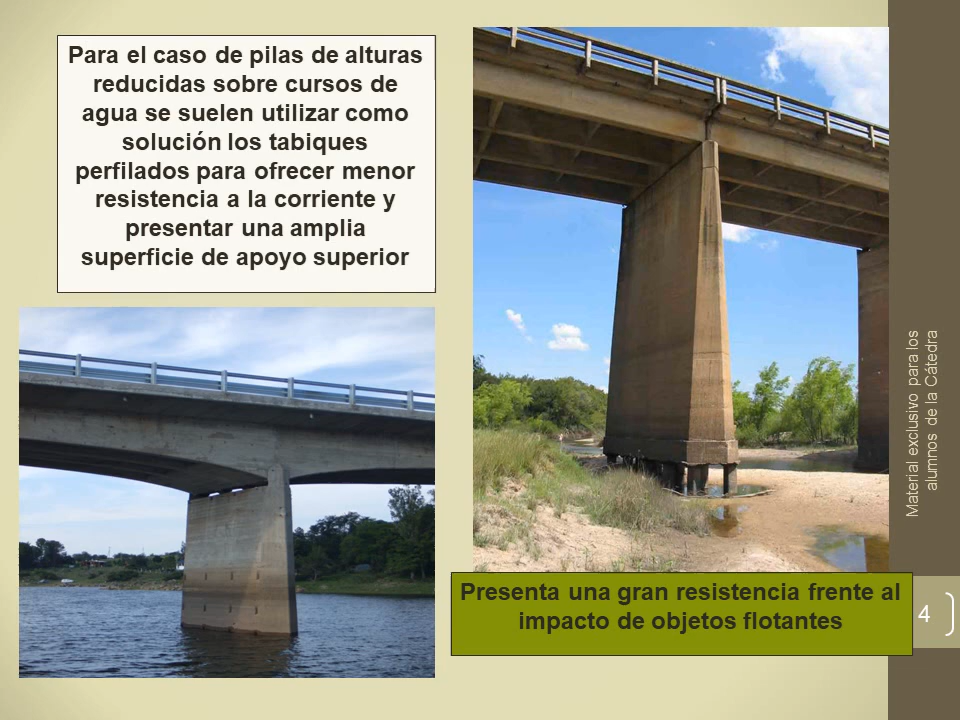 Para el caso de pilas de alturas
reducidas sobre cursos de
agua se suelen utilizar como
solución los tabiques
perfilados para ofrecer menor
resistencia a la corriente y
presentar una amplia
superficie de apoyo superior
Presenta una gran resistencia frente al
impacto de objetos flotantes
Material exclusivo para los
alumnos de la Cátedra
4